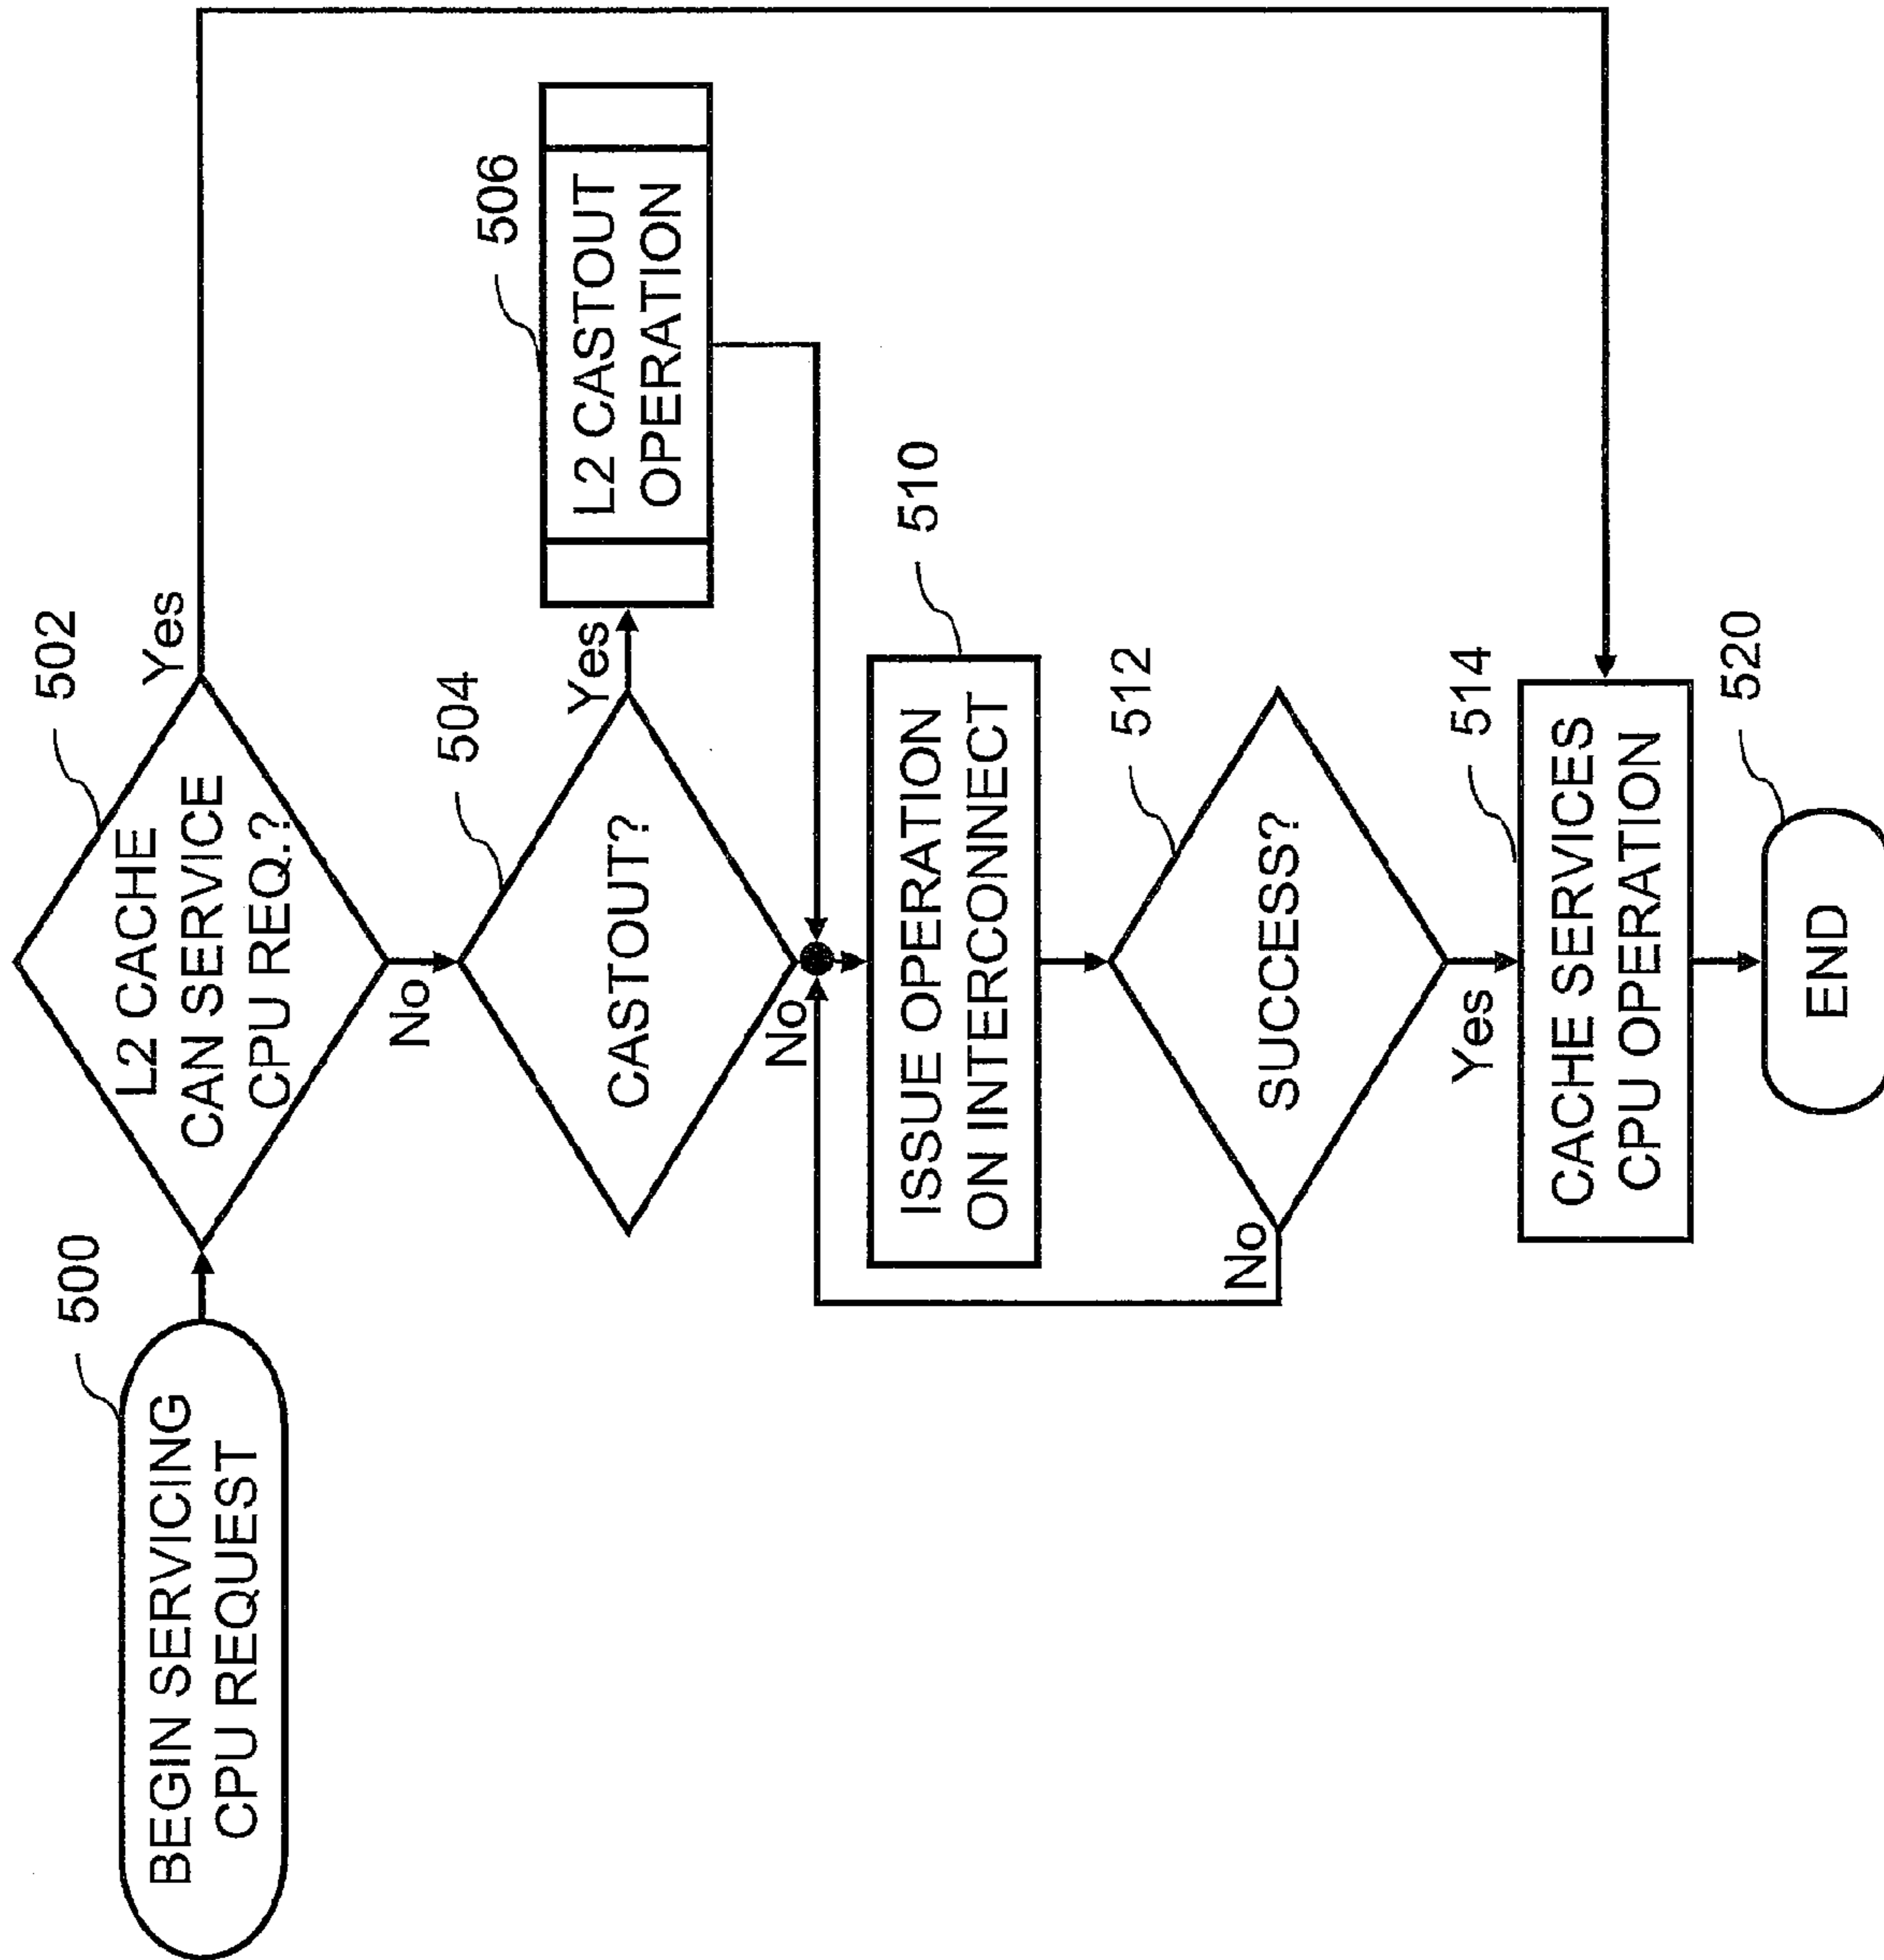 500
BEGIN SERVICING
CPU REQUEST
502
L2 CACHE
CAN SERVICE
CPU REQ.?
Yes
No
504
CASTOUT?
Yes
No
506
L2 CASTOUT
OPERATION
510
ISSUE OPERATION
ON INTERCONNECT
512
SUCCESS?
No
Yes
514
CACHE SERVICES
CPU OPERATION
520
END